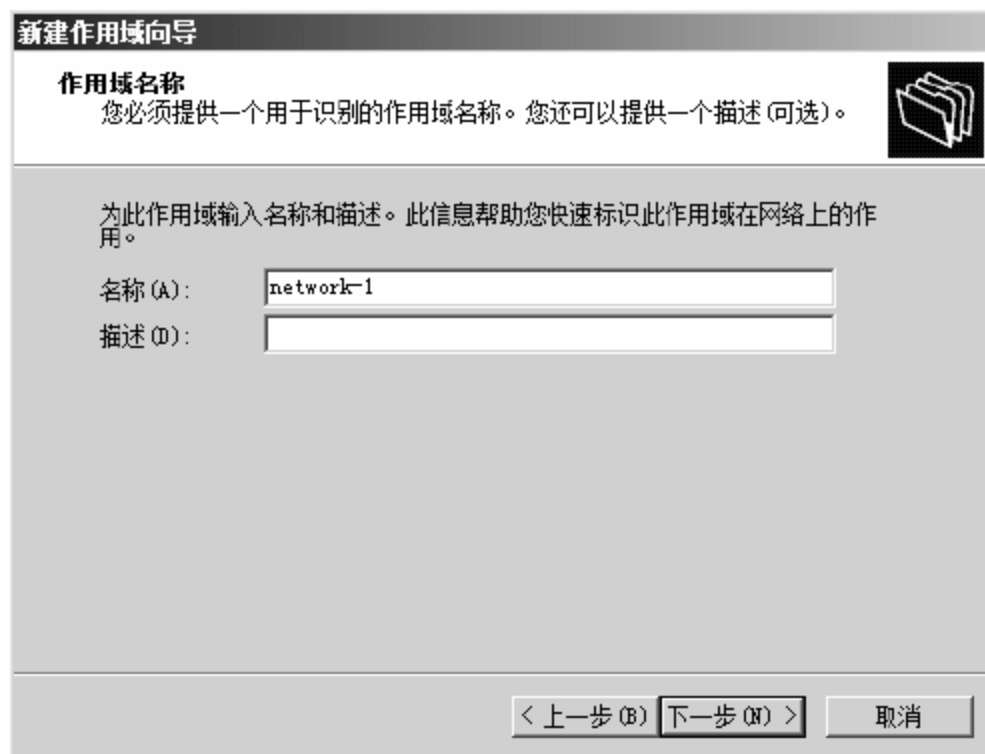 新建作用域向导
作用域名称
您必须提供一个用于识别的作用域名称。您还可以提供一个描述(可选)。
为此作用域输入名称和描述。此信息帮助您快速标识此作用域在网络上的作
用。
名称(A): network-1
描述(D):
< 上一步(B) 下一步(N) > 取消